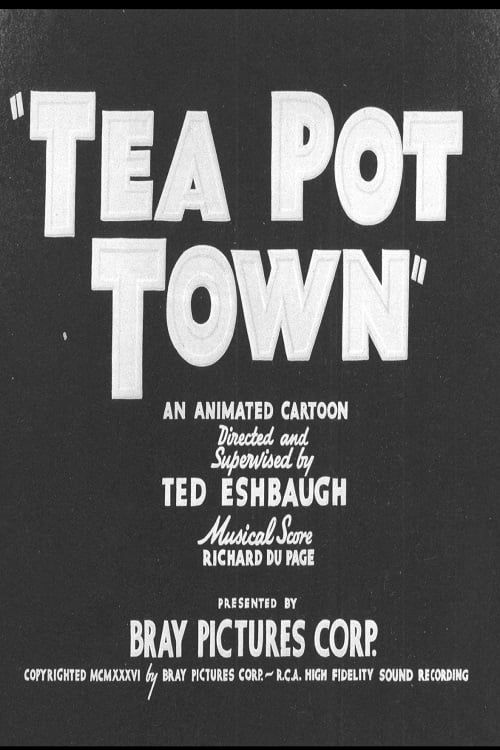 "TEA POT
TOWN"
AN ANIMATED CARTOON
Directed and
Supervised by
TED ESHBAUGH
Musical Score
RICHARD DU PAGE
PRESENTED BY
BRAY PICTURES CORP.
COPYRIGHTED MCMXXXVI by BRAY PICTURES CORP. ~ R.C.A. HIGH FIDELITY SOUND RECORDING